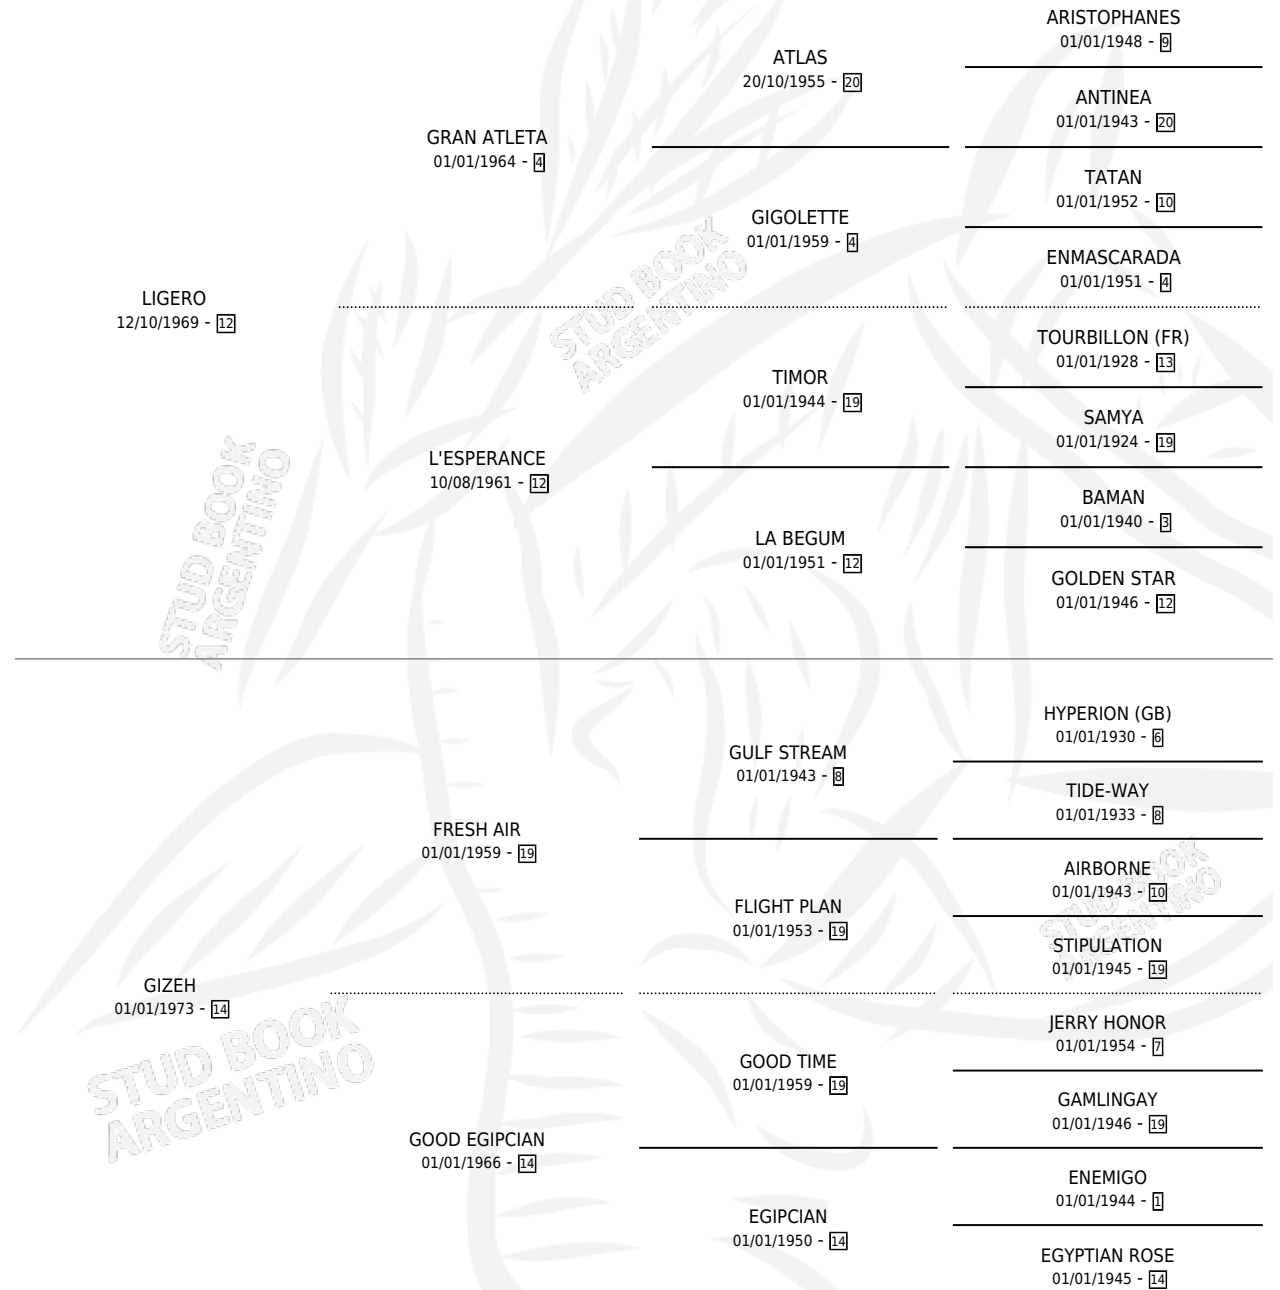 ARISTOPHANES
01/01/1948 - 9
ATLAS
20/10/1955 - 20
ANTINEA
01/01/1943 - 20
GRAN ATLETA
01/01/1964 - 4
TATAN
01/01/1952 - 10
GIGOLETTE
01/01/1959 - 4
ENMASCARADA
01/01/1951 - 4
LIGERO
12/10/1969 - 12
TOURBILLON (FR)
01/01/1928 - 13
TIMOR
01/01/1944 - 19
SAMYA
01/01/1924 - 19
L'ESPERANCE
10/08/1961 - 12
BAMAN
01/01/1940 - 3
LA BEGUM
01/01/1951 - 12
GOLDEN STAR
01/01/1946 - 12
HYPERION (GB)
01/01/1930 - 6
GULF STREAM
01/01/1943 - 8
TIDE-WAY
01/01/1933 - 8
FRESH AIR
01/01/1959 - 19
AIRBORNE
01/01/1943 - 10
FLIGHT PLAN
01/01/1953 - 19
STIPULATION
01/01/1945 - 19
GIZEH
01/01/1973 - 14
JERRY HONOR
01/01/1954 - 7
GOOD TIME
01/01/1959 - 19
GAMLINGAY
01/01/1946 - 19
GOOD EGIPCIAN
01/01/1966 - 14
ENEMIGO
01/01/1944 - 1
EGIPCIAN
01/01/1950 - 14
EGYPTIAN ROSE
01/01/1945 - 14
STUD BOOK
ARGENTINO
STUD BOOK
ARGENTINO
STUD BOOK
ARGENTINO
STUD BOOK
ARGENTINO